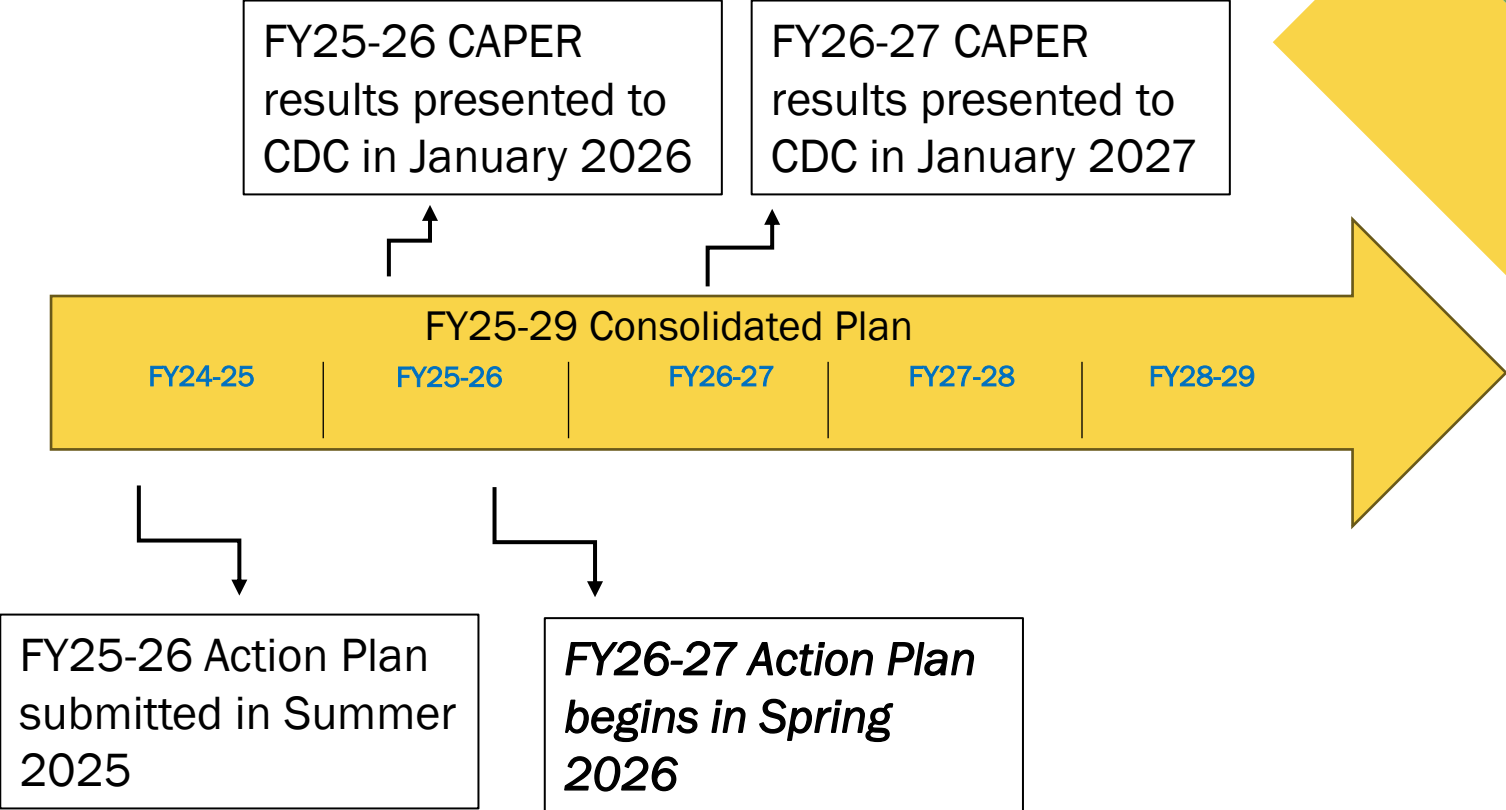 FY25-26 CAPER
results presented to
CDC in January 2026
FY26-27 CAPER
results presented to
CDC in January 2027
FY25-29 Consolidated Plan
FY24-25
FY25-26
FY26-27
FY27-28
FY28-29
FY25-26 Action Plan
submitted in Summer
2025
FY26-27 Action Plan
begins in Spring
2026